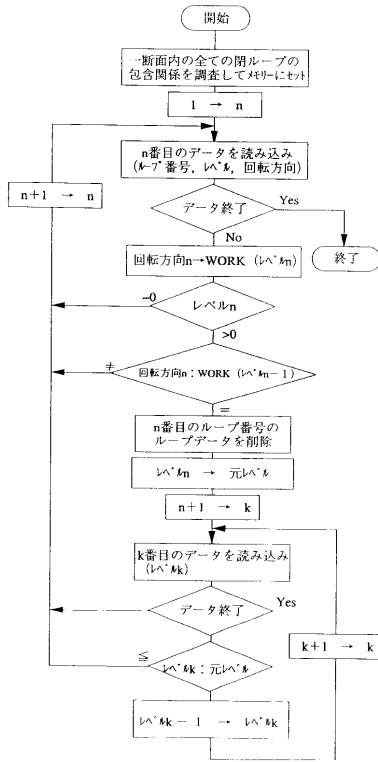 開始
一断面内の全ての閉ループの
包含関係を調査してメモリーにセット
1 → n
n番目のデータを読み込み
(ﾙｰﾌﾟ番号, ﾚﾍﾞﾙ, 回転方向)
n+1 → n
データ終了
Yes
No
終了
回転方向n→WORK (ﾚﾍﾞﾙn)
=0
レベルn
>0
≠
回転方向n:WORK (ﾚﾍﾞﾙn−1)
=
n番目のループ番号の
ループデータを削除
ﾚﾍﾞﾙn → 元ﾚﾍﾞﾙ
n+1 → k
k番目のデータを読み込み
(ﾚﾍﾞﾙk)
データ終了
Yes
k+1 → k
≦
ﾚﾍﾞﾙk:元ﾚﾍﾞﾙ
ﾚﾍﾞﾙk − 1 → ﾚﾍﾞﾙk